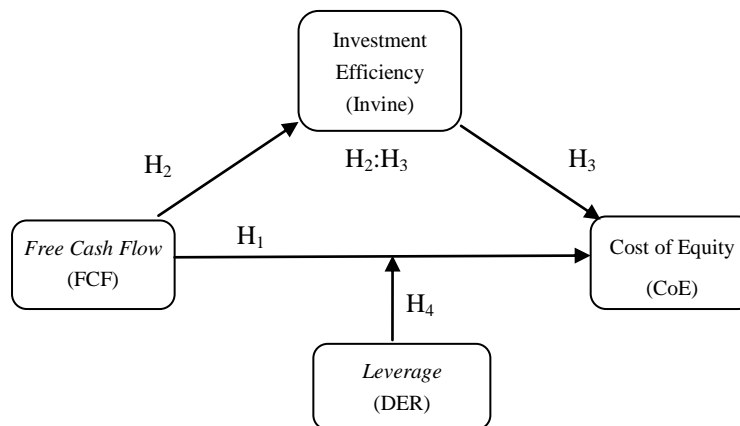 Investment
Efficiency
(Invine)
H₂
H₂:H₃
H₃
Free Cash Flow
(FCF)
H₁
Cost of Equity
(CoE)
H₄
Leverage
(DER)